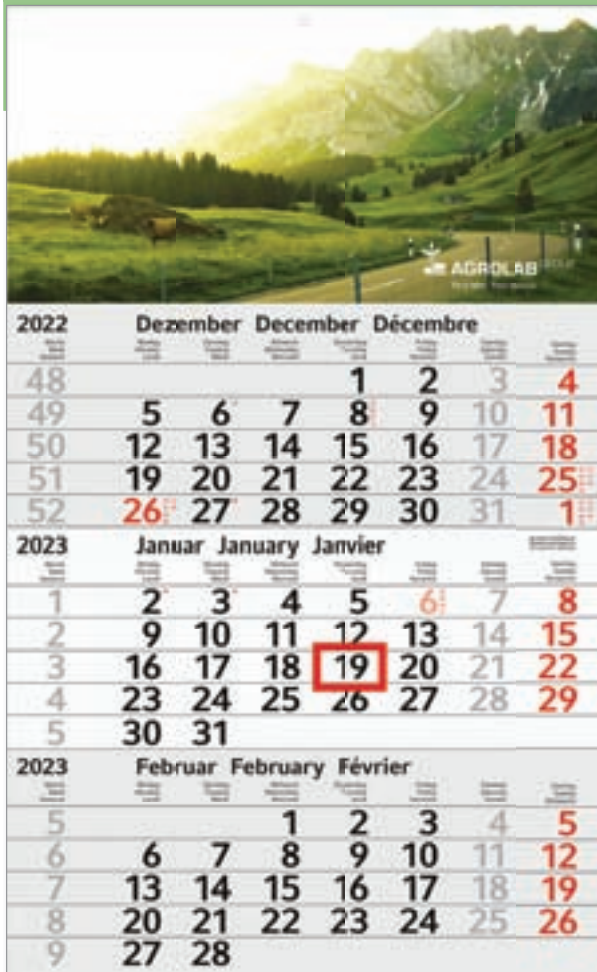 AGROLAB GROUP
2022 Dezember December Décembre
48 1 2 3 4
49 5 6 7 8 9 10 11
50 12 13 14 15 16 17 18
51 19 20 21 22 23 24 25
52 26 27 28 29 30 31 1
2023 Januar January Janvier
1 2 3 4 5 6 7 8
2 9 10 11 12 13 14 15
3 16 17 18 19 20 21 22
4 23 24 25 26 27 28 29
5 30 31
2023 Februar February Février
5 1 2 3 4 5
6 6 7 8 9 10 11 12
7 13 14 15 16 17 18 19
8 20 21 22 23 24 25 26
9 27 28